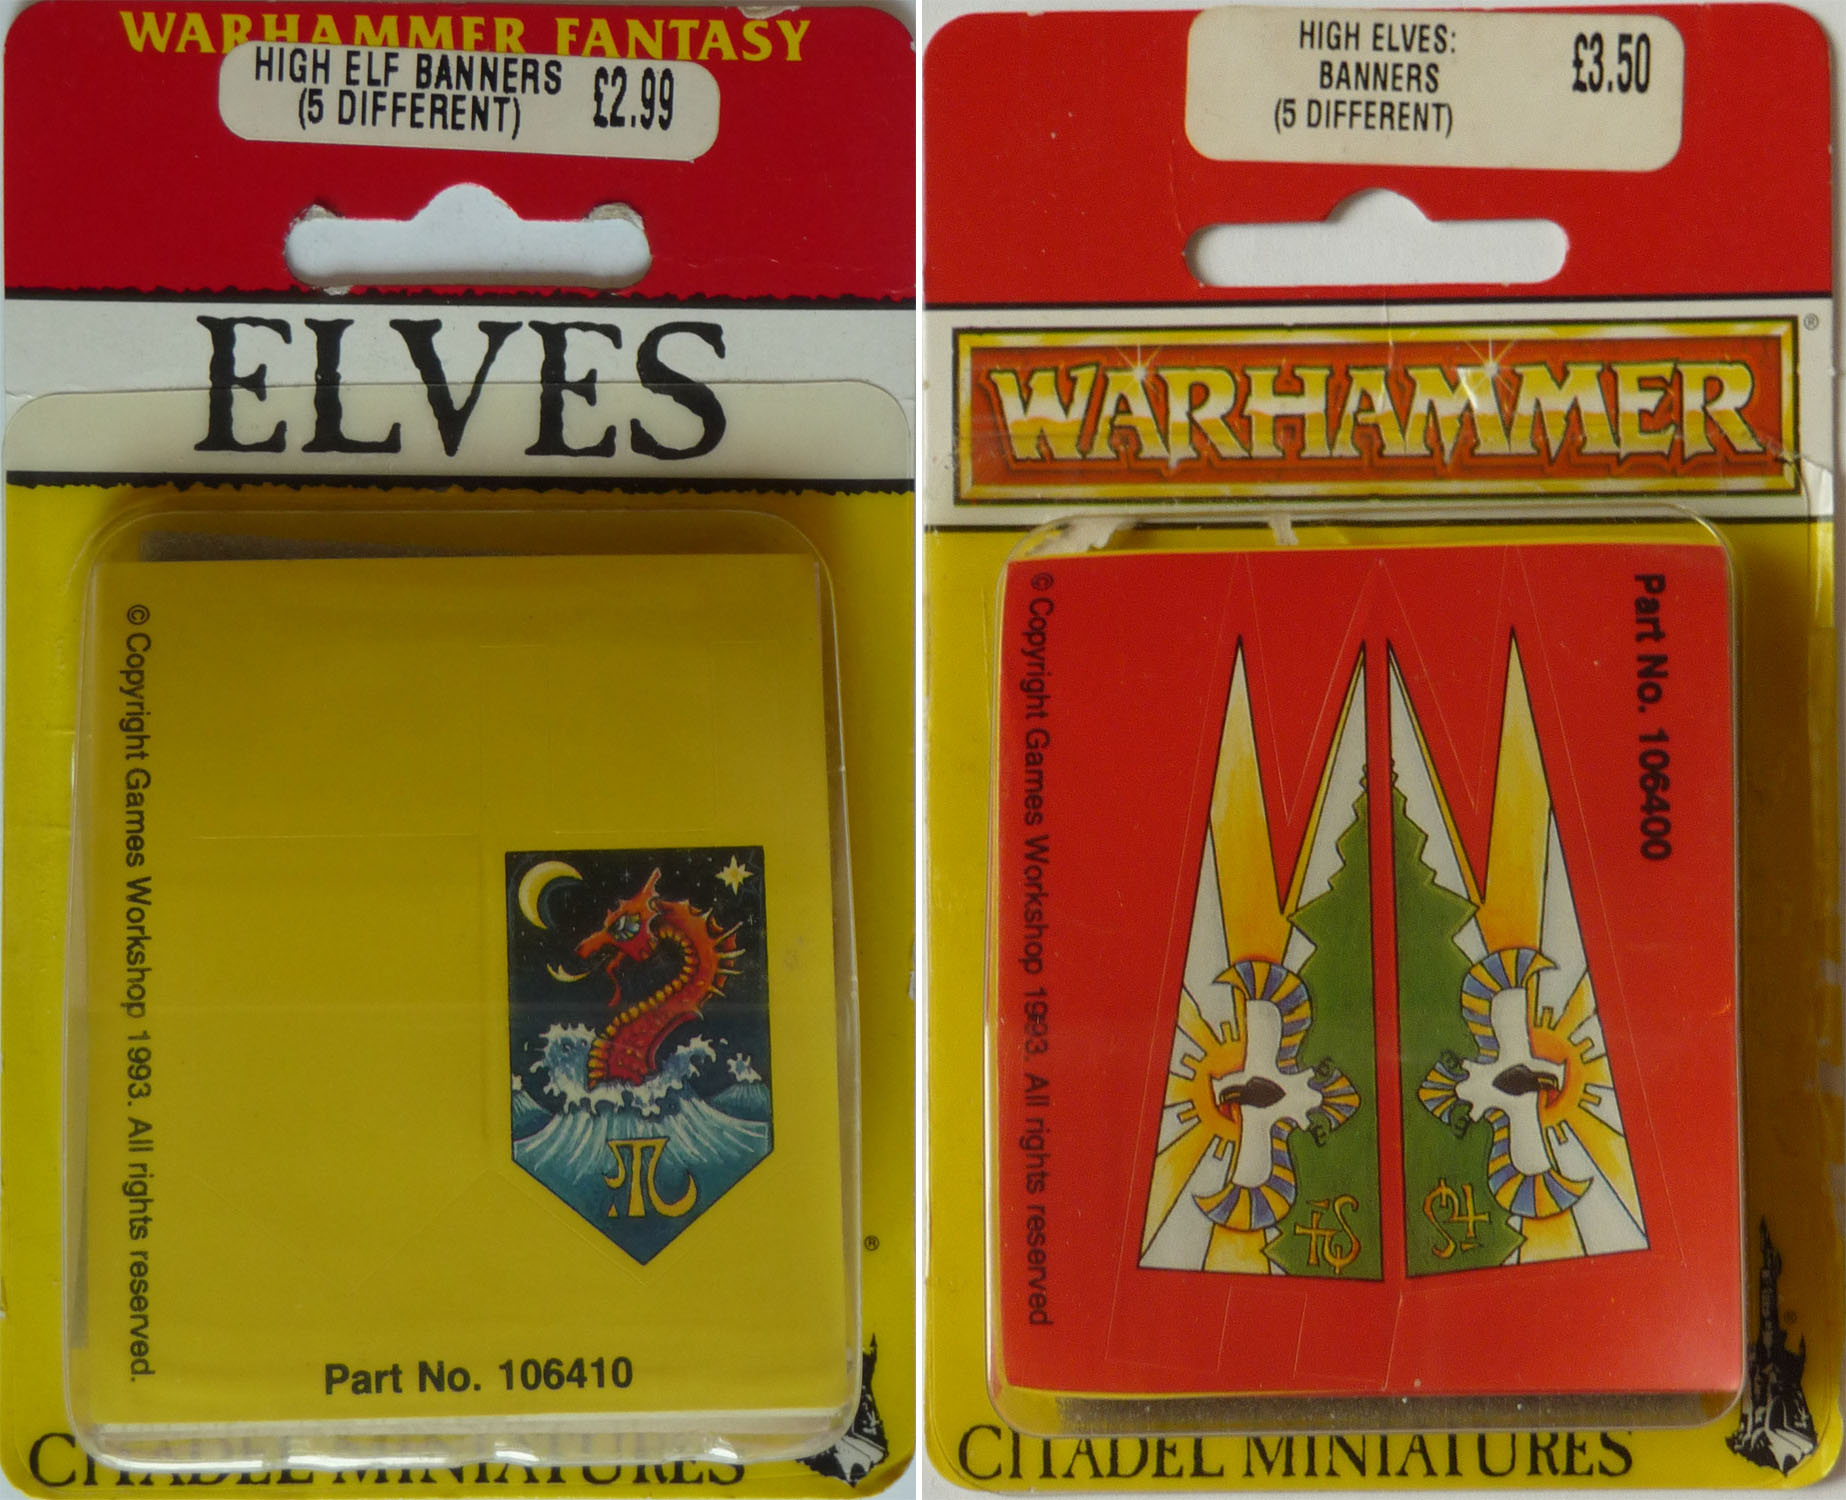 WARHAMMER FANTASY
HIGH ELF BANNERS £2.99
(5 DIFFERENT)
ELVES
© Copyright Games Workshop 1993. All rights reserved.
Part No. 106410
®
CITADEL MINIATURES
HIGH ELVES: £3.50
BANNERS
(5 DIFFERENT)
WARHAMMER ®
Part No. 106400
© Copyright Games Workshop 1993. All rights reserved
®
CITADEL MINIATURES